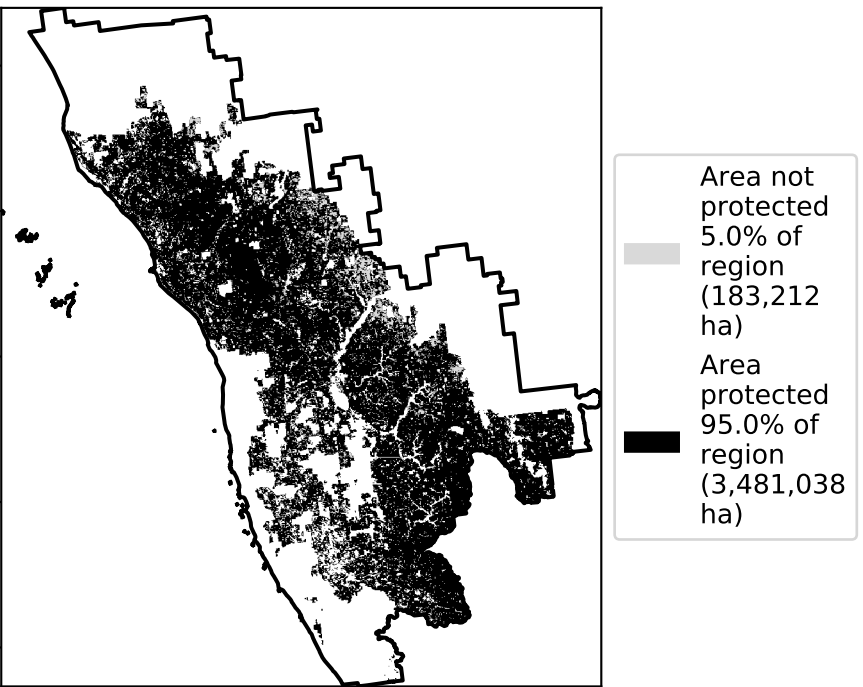 Area not
protected
5.0% of
region
(183,212
ha)
Area
protected
95.0% of
region
(3,481,038
ha)